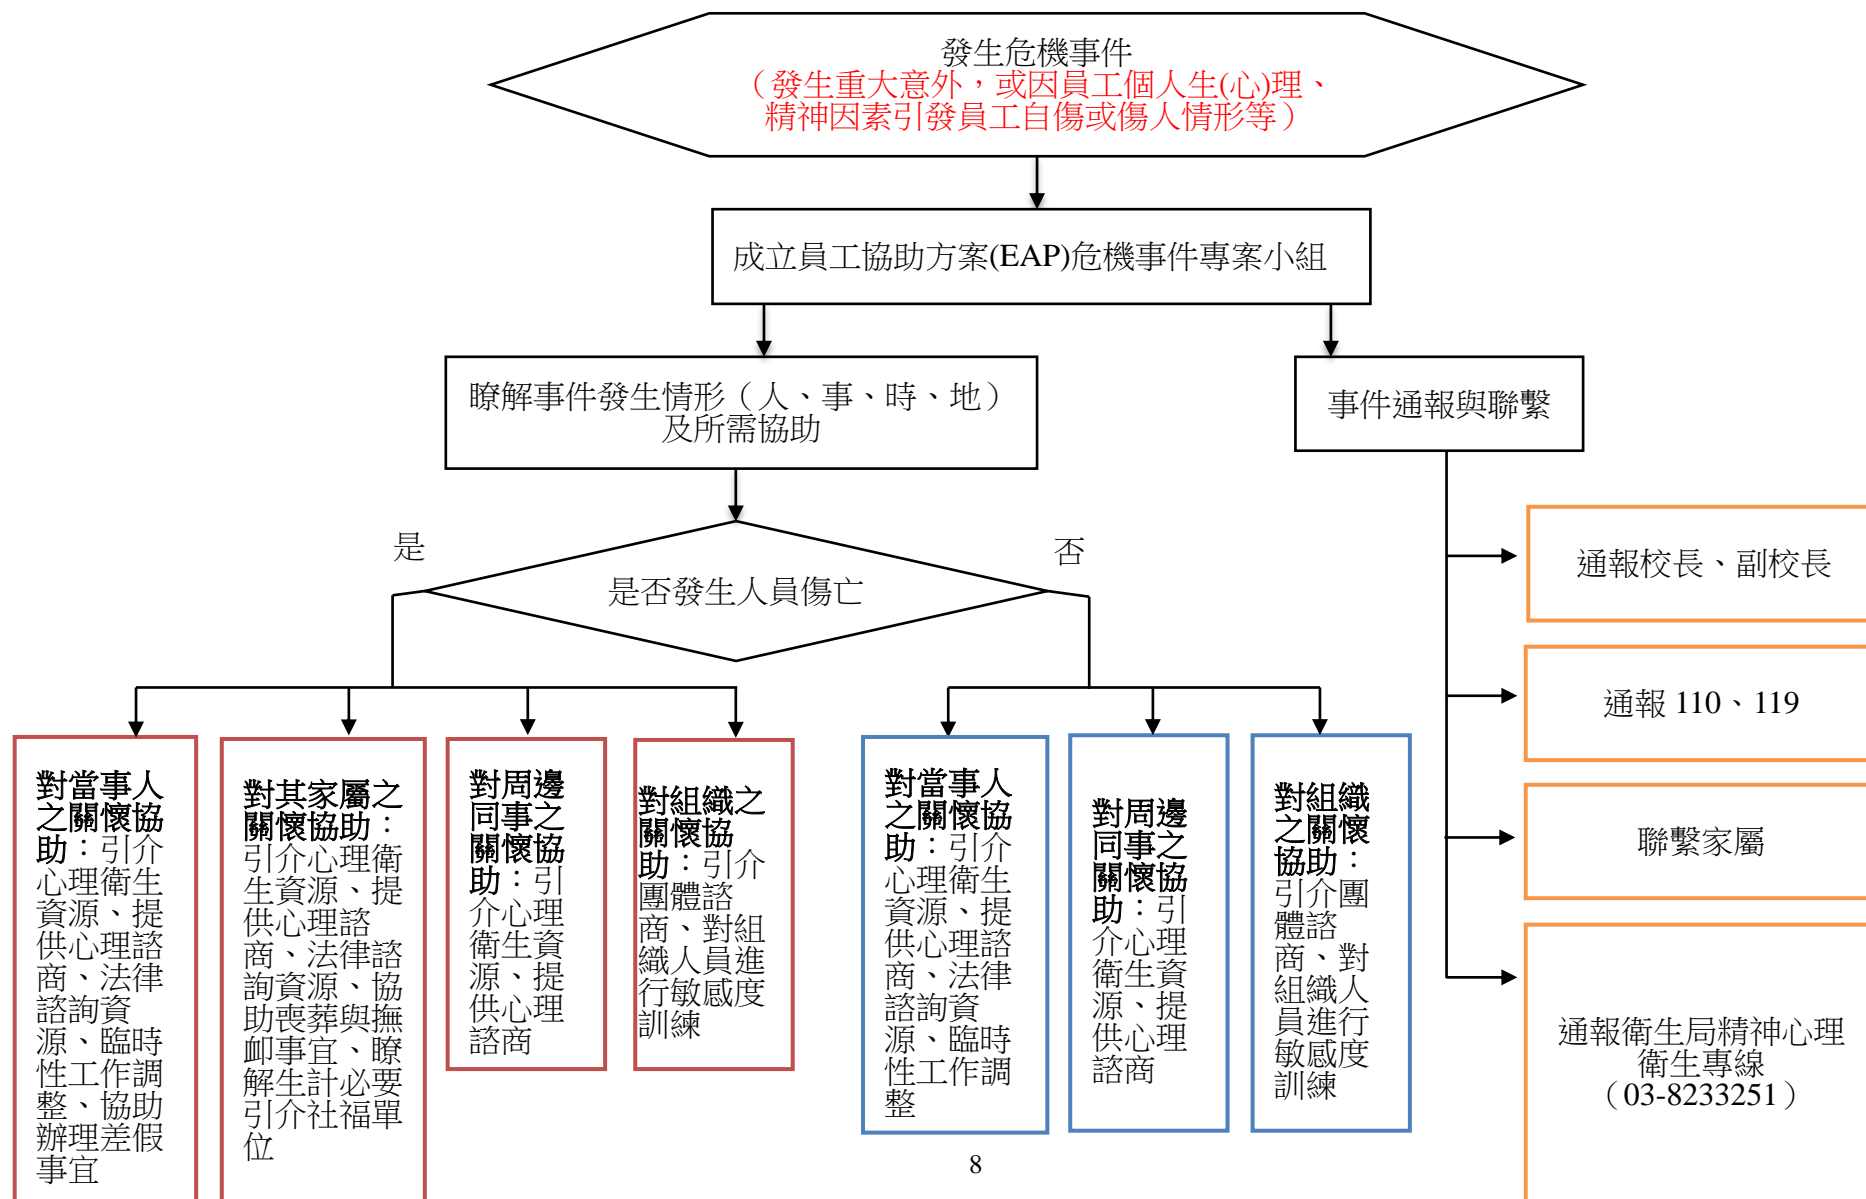 發生危機事件
（發生重大意外，或因員工個人生(心)理、
精神因素引發員工自傷或傷人情形等）
成立員工協助方案(EAP)危機事件專案小組
瞭解事件發生情形（人、事、時、地）
及所需協助
事件通報與聯繫
是
否
是否發生人員傷亡
通報校長、副校長
通報 110、119
聯繫家屬
通報衛生局精神心理
衛生專線
（03-8233251）
對當事人
之關懷協
助：引介
心理衛生
資源、提
供心理諮
商、法律
諮詢資
源、臨時
性工作調
整、協助
辦理差假
事宜
對其家屬之
關懷協助：
引介心理衛
生資源、提
供心理諮
商、法律諮
詢資源、協
助喪葬與撫
卹事宜、瞭
解生計必要
引介社福單
位
對周邊
同事之
關懷協
助：引
介心理
衛生資
源、提
供心理
諮商
對組織之
關懷協
助：引介
團體諮
商、對組
織人員進
行敏感度
訓練
對當事人
之關懷協
助：引介
心理衛生
資源、提
供心理諮
商、法律
諮詢資
源、臨時
性工作調
整
對周邊
同事之
關懷協
助：引
介心理
衛生資
源、提
供心理
諮商
對組織
之關懷
協助：
引介團
體諮
商、對
組織人
員進行
敏感度
訓練
8